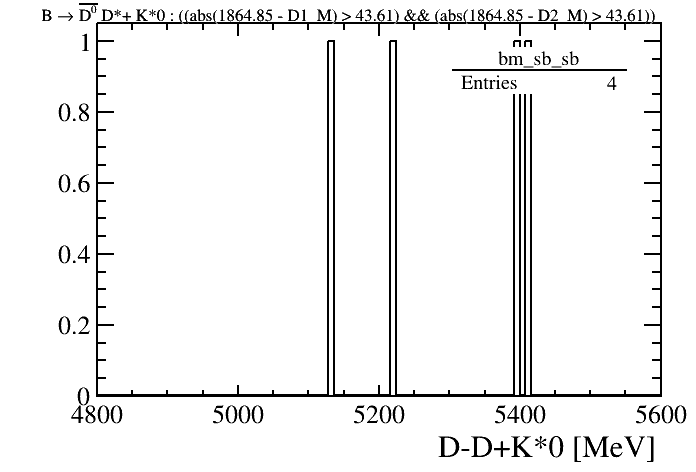 B → D⁰ D*+ K*0 : ((abs(1864.85 - D1_M) > 43.61) && (abs(1864.85 - D2_M) > 43.61))
1
bm_sb_sb
Entries 4
0.8
0.6
0.4
0.2
0
4800 5000 5200 5400 5600
D-D+K*0 [MeV]